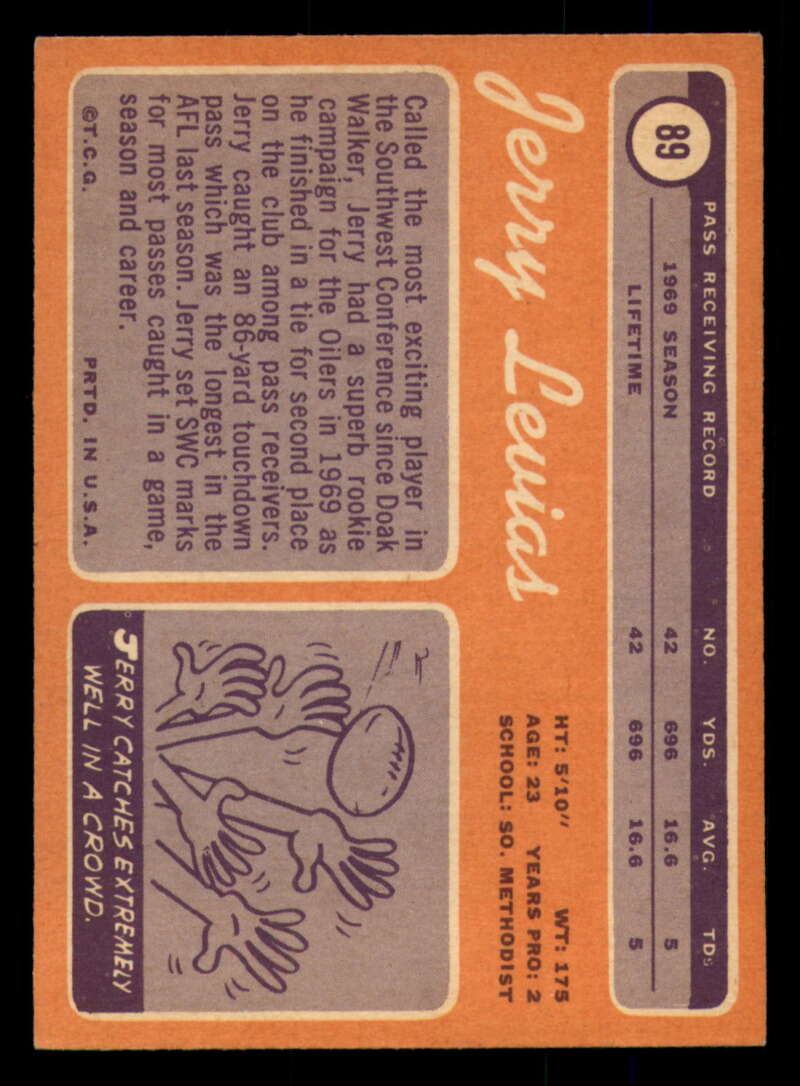 89
PASS RECEIVING RECORD NO. YDS. AVG. TDs
1969 SEASON 42 696 16.6 5
LIFETIME 42 696 16.6 5
Jerry Levias
HT: 5'10" WT: 175
AGE: 23 YEARS PRO: 2
SCHOOL: SO. METHODIST
Called the most exciting player in
the Southwest Conference since Doak
Walker, Jerry had a superb rookie
campaign for the Oilers in 1969 as
he finished in a tie for second place
on the club among pass receivers.
Jerry caught an 86-yard touchdown
pass which was the longest in the
AFL last season. Jerry set SWC marks
for most passes caught in a game,
season and career.
©T.C.G. PRTD. IN U.S.A.
JERRY CATCHES EXTREMELY
WELL IN A CROWD.